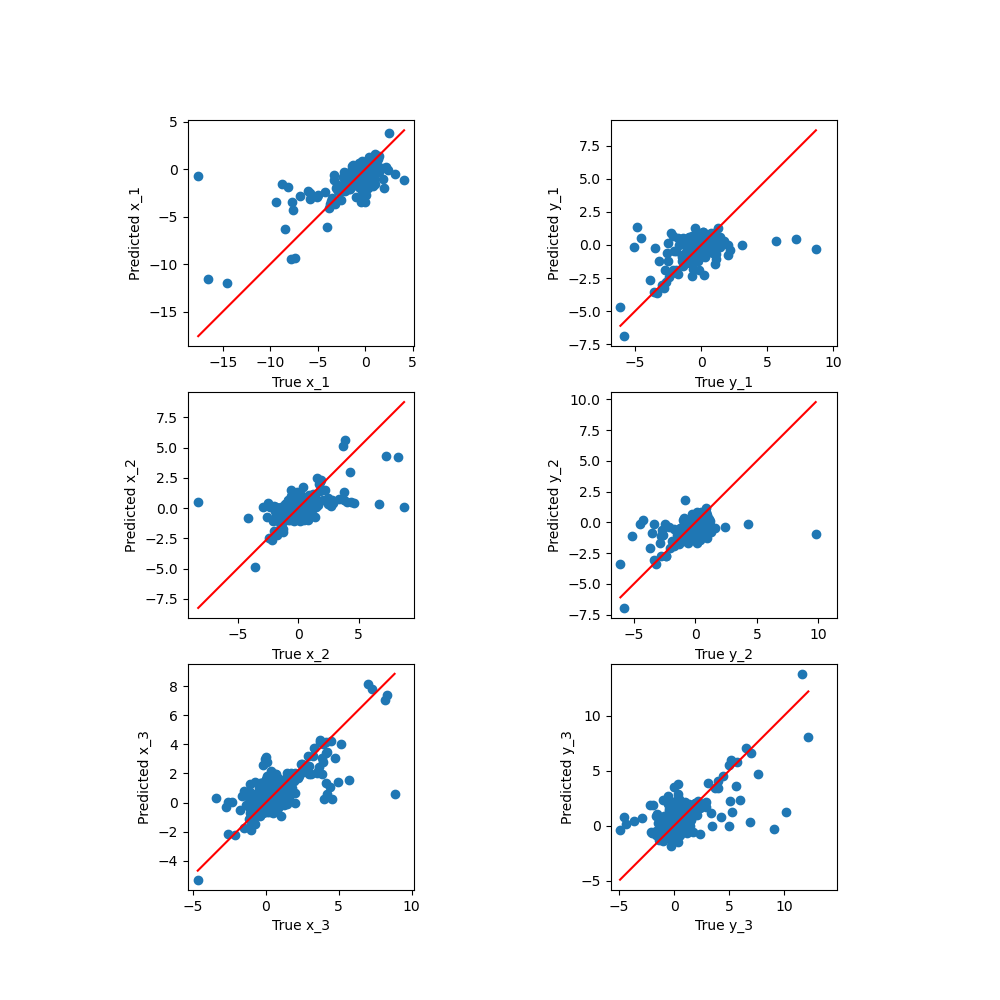 5
0
−5
−10
−15
Predicted x_1
−15 −10 −5 0 5
True x_1
7.5
5.0
2.5
0.0
−2.5
−5.0
−7.5
Predicted y_1
−5 0 5 10
True y_1
7.5
5.0
2.5
0.0
−2.5
−5.0
−7.5
Predicted x_2
−5 0 5
True x_2
10.0
7.5
5.0
2.5
0.0
−2.5
−5.0
−7.5
Predicted y_2
−5 0 5 10
True y_2
8
6
4
2
0
−2
−4
Predicted x_3
−5 0 5 10
True x_3
10
5
0
−5
Predicted y_3
−5 0 5 10
True y_3